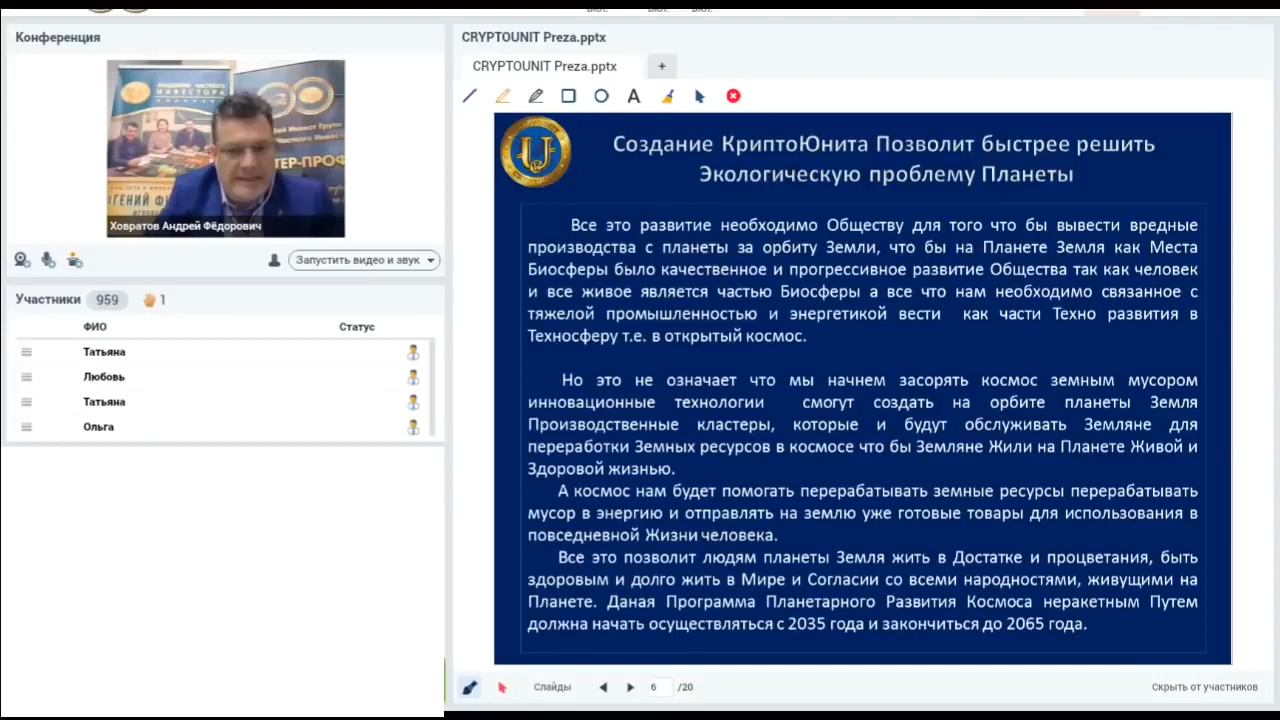 Конференция
АКАДЕМИЯ ЧАСТНОГО
ИНВЕСТОРА
ТЕР-ПРОФ
Ховратов Андрей Фёдорович
Запустить видео и звук
Участники 959 1
ФИО Статус
Татьяна
Любовь
Татьяна
Ольга
CRYPTOUNIT Preza.pptx
CRYPTOUNIT Preza.pptx +
A
Создание КриптоЮнита Позволит быстрее решить
Экологическую проблему Планеты
Все это развитие необходимо Обществу для того что бы вывести вредные
производства с планеты за орбиту Земли, что бы на Планете Земля как Места
Биосферы было качественное и прогрессивное развитие Общества так как человек
и все живое является частью Биосферы а все что нам необходимо связанное с
тяжелой промышленностью и энергетикой вести как части Техно развития в
Техносферу т.е. в открытый космос.
Но это не означает что мы начнем засорять космос земным мусором
инновационные технологии смогут создать на орбите планеты Земля
Производственные кластеры, которые и будут обслуживать Земляне для
переработки Земных ресурсов в космосе что бы Земляне Жили на Планете Живой и
Здоровой жизнью.
А космос нам будет помогать перерабатывать земные ресурсы перерабатывать
мусор в энергию и отправлять на землю уже готовые товары для использования в
повседневной Жизни человека.
Все это позволит людям планеты Земля жить в Достатке и процветания, быть
здоровым и долго жить в Мире и Согласии со всеми народностями, живущими на
Планете. Даная Программа Планетарного Развития Космоса неракетным Путем
должна начать осуществляться с 2035 года и закончиться до 2065 года.
Слайды 6 /20
Скрыть от участников